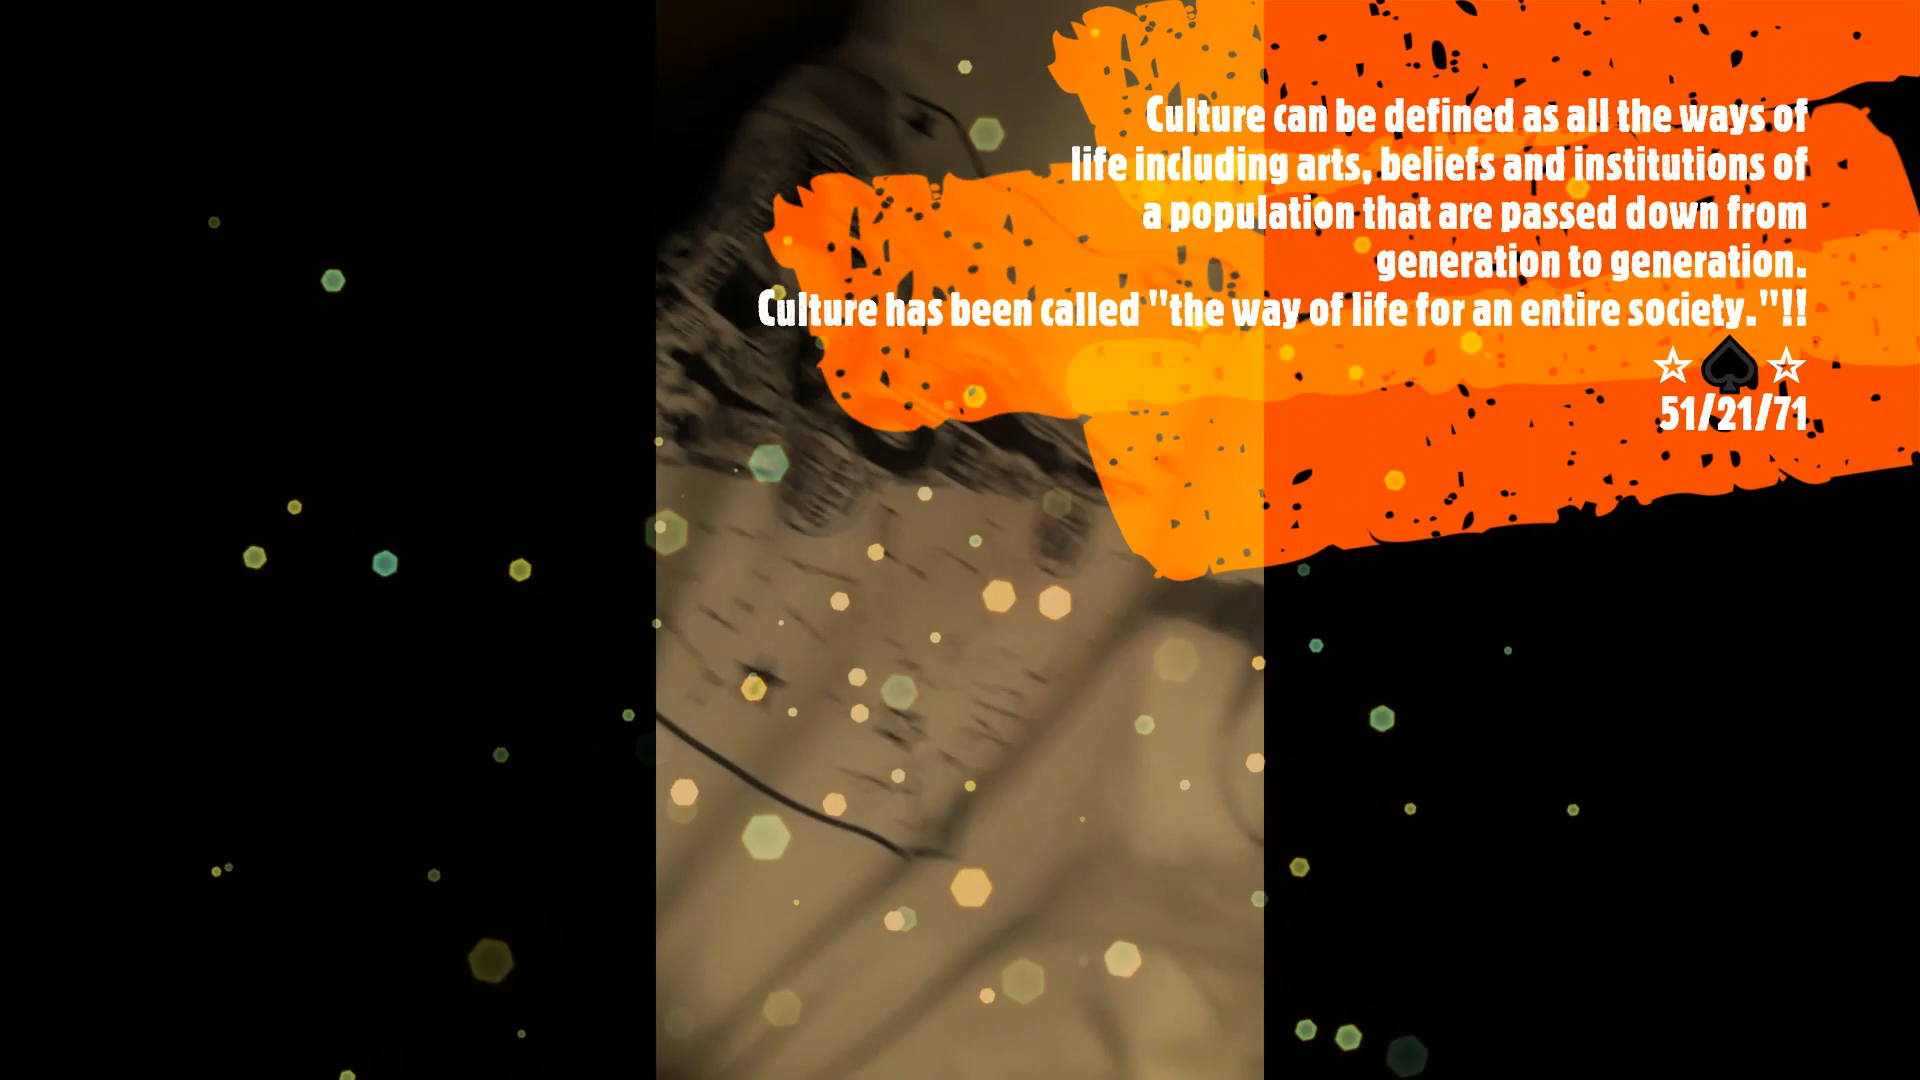 Culture can be defined as all the ways of
life including arts, beliefs and institutions of
a population that are passed down from
generation to generation.
Culture has been called "the way of life for an entire society."!!
☆ ♠ ☆
51/21/71